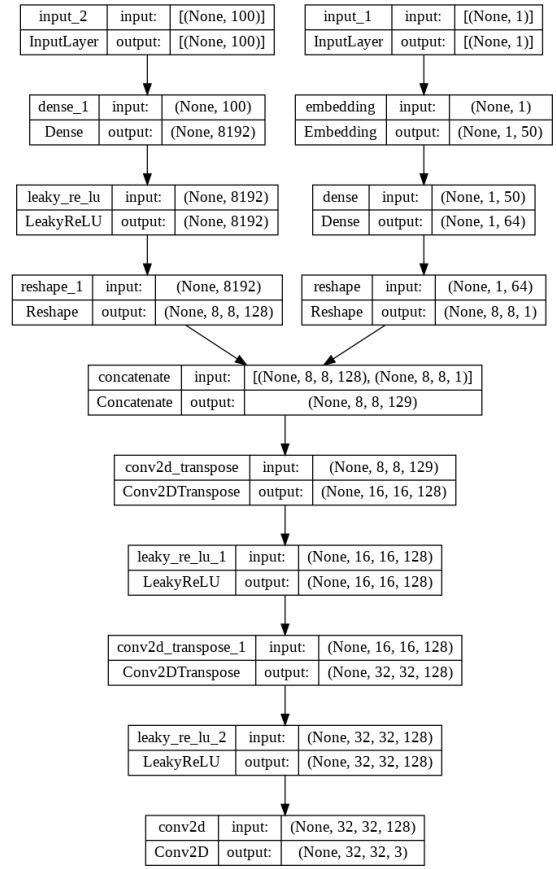 input_2 input: [(None, 100)]
InputLayer output: [(None, 100)]
input_1 input: [(None, 1)]
InputLayer output: [(None, 1)]
dense_1 input: (None, 100)
Dense output: (None, 8192)
embedding input: (None, 1)
Embedding output: (None, 1, 50)
leaky_re_lu input: (None, 8192)
LeakyReLU output: (None, 8192)
dense input: (None, 1, 50)
Dense output: (None, 1, 64)
reshape_1 input: (None, 8192)
Reshape output: (None, 8, 8, 128)
reshape input: (None, 1, 64)
Reshape output: (None, 8, 8, 1)
concatenate input: [(None, 8, 8, 128), (None, 8, 8, 1)]
Concatenate output: (None, 8, 8, 129)
conv2d_transpose input: (None, 8, 8, 129)
Conv2DTranspose output: (None, 16, 16, 128)
leaky_re_lu_1 input: (None, 16, 16, 128)
LeakyReLU output: (None, 16, 16, 128)
conv2d_transpose_1 input: (None, 16, 16, 128)
Conv2DTranspose output: (None, 32, 32, 128)
leaky_re_lu_2 input: (None, 32, 32, 128)
LeakyReLU output: (None, 32, 32, 128)
conv2d input: (None, 32, 32, 128)
Conv2D output: (None, 32, 32, 3)